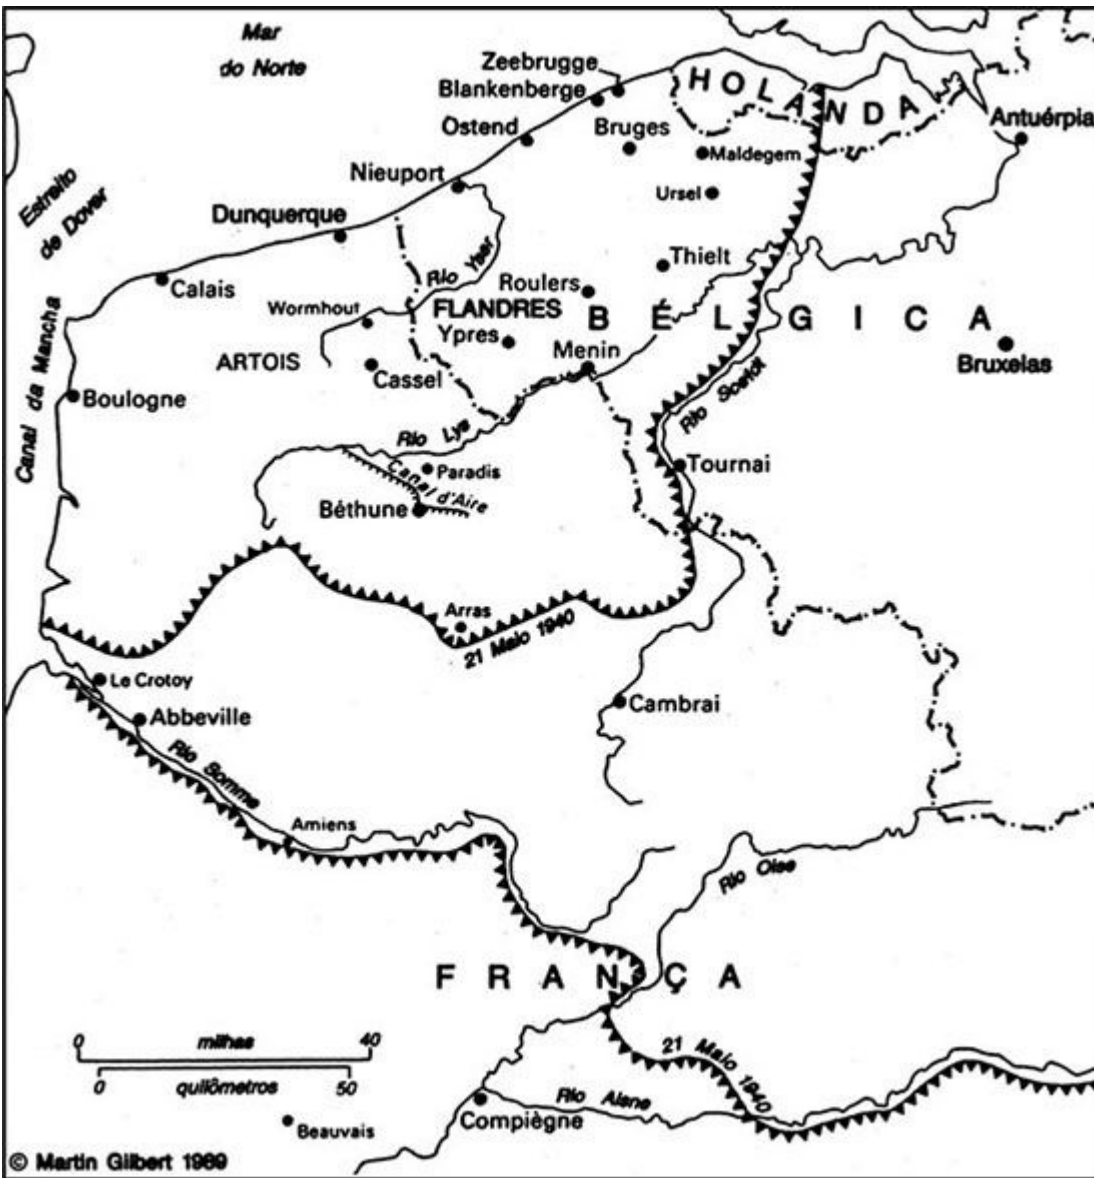 Mar
do Norte
Zeebrugge
Blankenberge
HOLANDA
Ostend
Bruges
Antuérpia
Maldegem
Nieuport
Ursel
Estreito
de Dover
Dunquerque
Rio Yser
Thielt
Calais
Roulers
Wormhout
FLANDRES
BÉLGICA
Ypres
Menin
ARTOIS
Cassel
Bruxelas
Canal da Mancha
Boulogne
Rio Sceldt
Rio Lys
Paradis
Tournai
Canal d'Aire
Béthune
Arras
21 Maio 1940
Le Crotoy
Abbeville
Cambrai
Rio Somme
Amiens
Rio Oise
FRANÇA
0 milhas 40
0 quilômetros 50
21 Maio 1940
Rio Aisne
Compiègne
Beauvais
© Martin Gilbert 1989